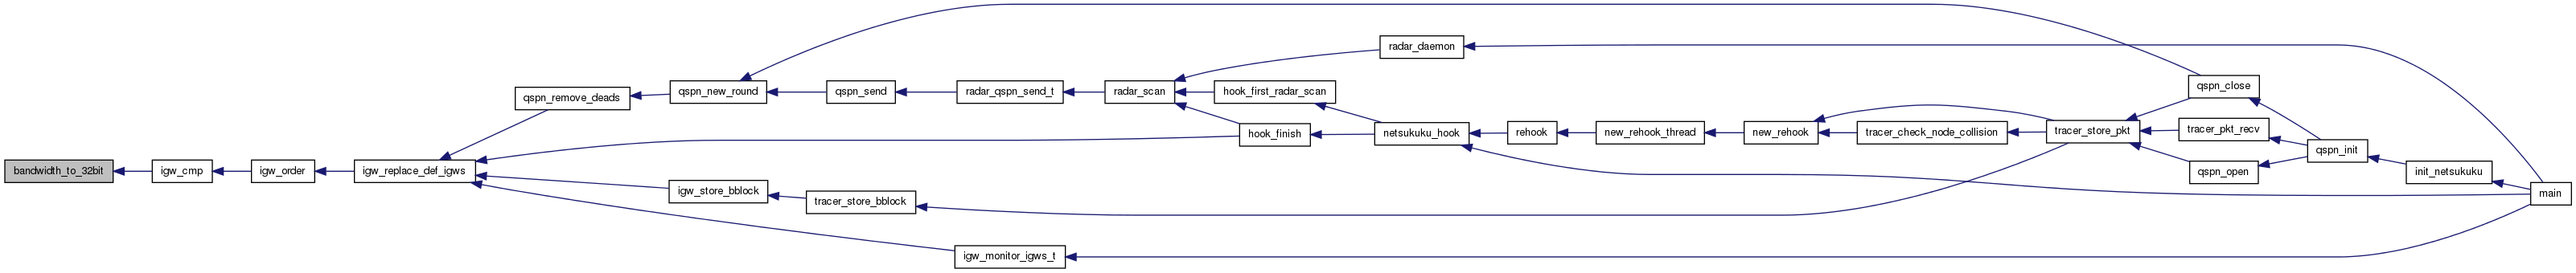 bandwidth_to_32bit
igw_cmp
igw_order
igw_replace_def_igws
qspn_remove_deads
qspn_new_round
qspn_send
radar_qspn_send_t
radar_scan
radar_daemon
hook_first_radar_scan
hook_finish
netsukuku_hook
rehook
new_rehook_thread
new_rehook
tracer_check_node_collision
tracer_store_pkt
qspn_close
tracer_pkt_recv
qspn_open
qspn_init
init_netsukuku
main
igw_store_bblock
tracer_store_bblock
igw_monitor_igws_t